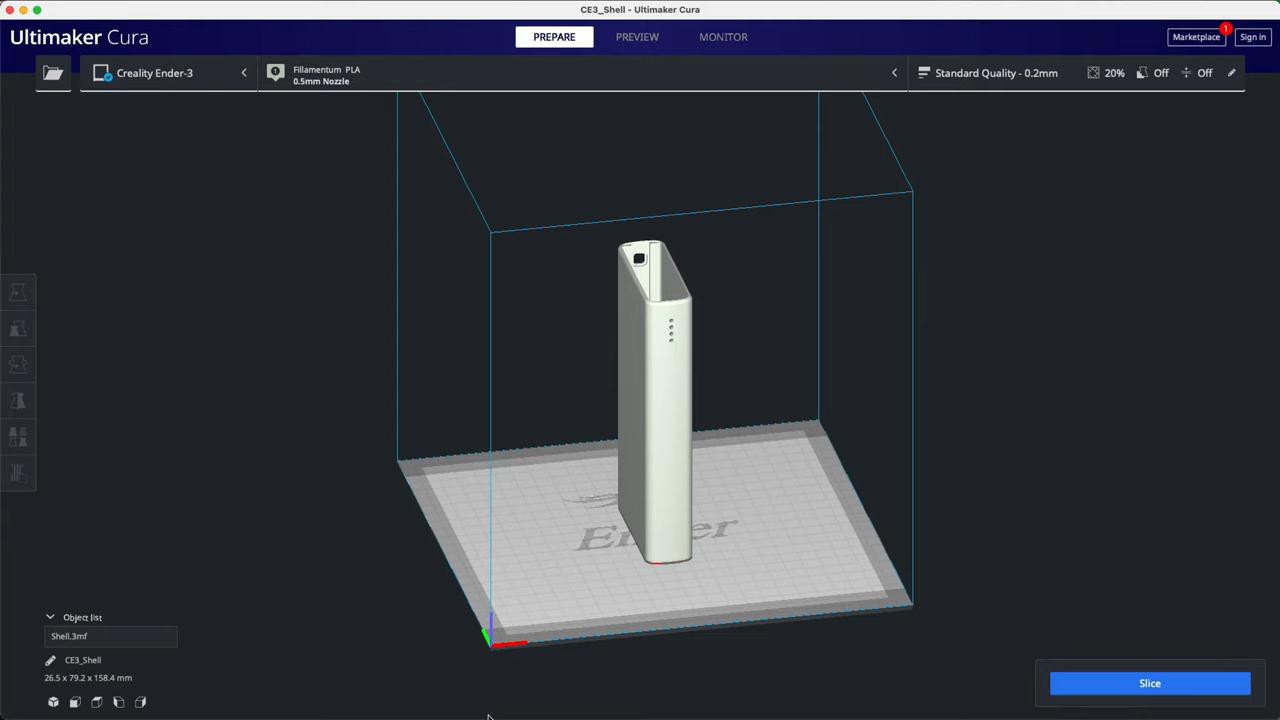 CE3_Shell - Ultimaker Cura
Ultimaker Cura
PREPARE
PREVIEW
MONITOR
Marketplace
1
Sign in
Creality Ender-3
1
Fillamentum PLA
0.5mm Nozzle
Standard Quality - 0.2mm
20%
Off
Off
Object list
Shell.3mf
CE3_Shell
26.5 x 79.2 x 158.4 mm
Slice